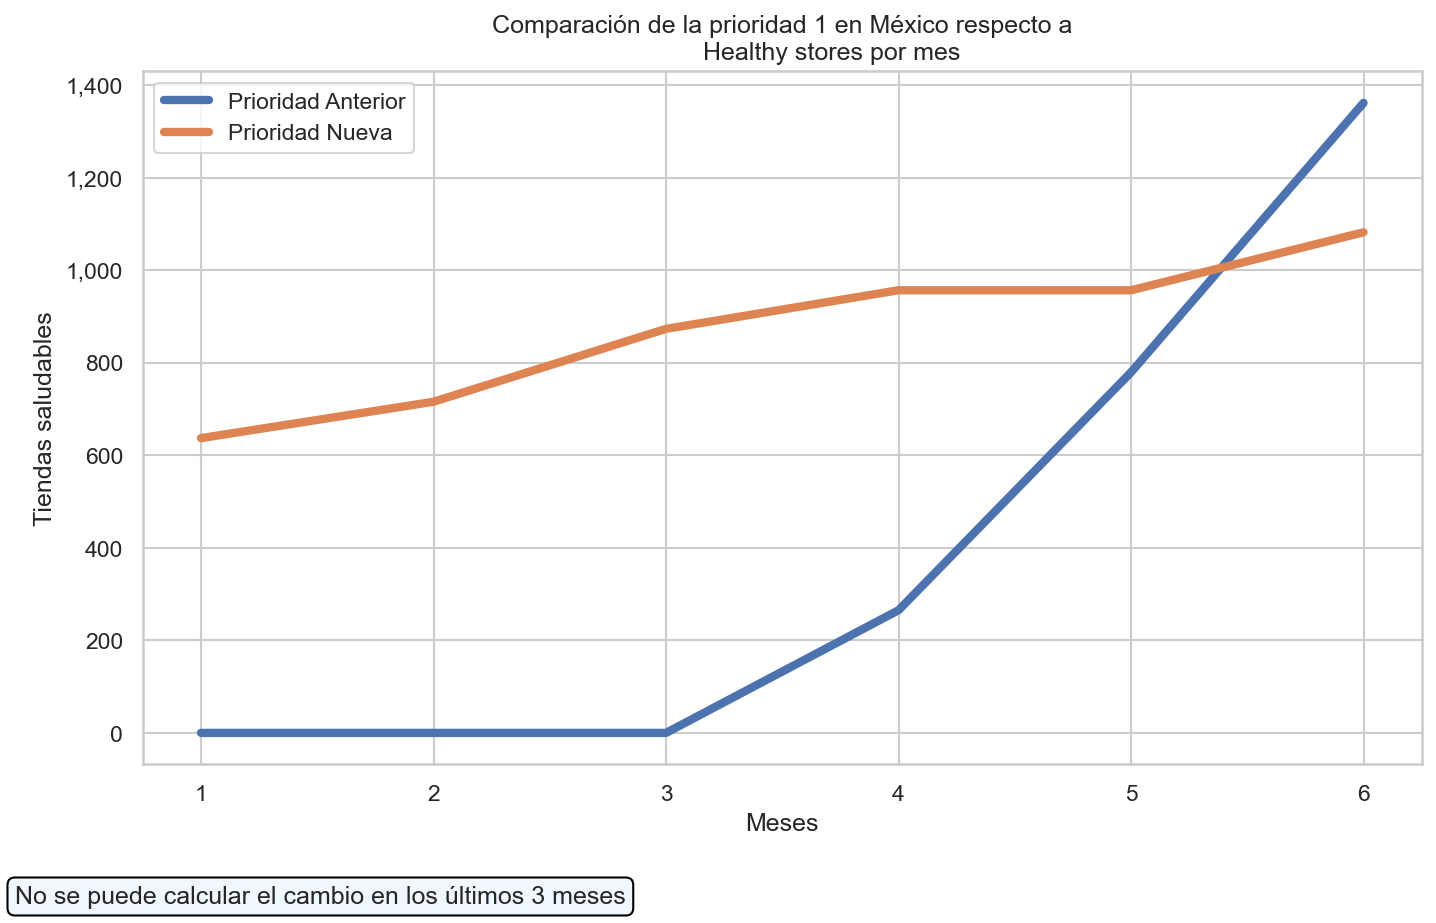 Comparación de la prioridad 1 en México respecto a
Healthy stores por mes
1,400
1,200
1,000
800
600
400
200
0
Tiendas saludables
Prioridad Anterior
Prioridad Nueva
1 2 3 4 5 6
Meses
No se puede calcular el cambio en los últimos 3 meses